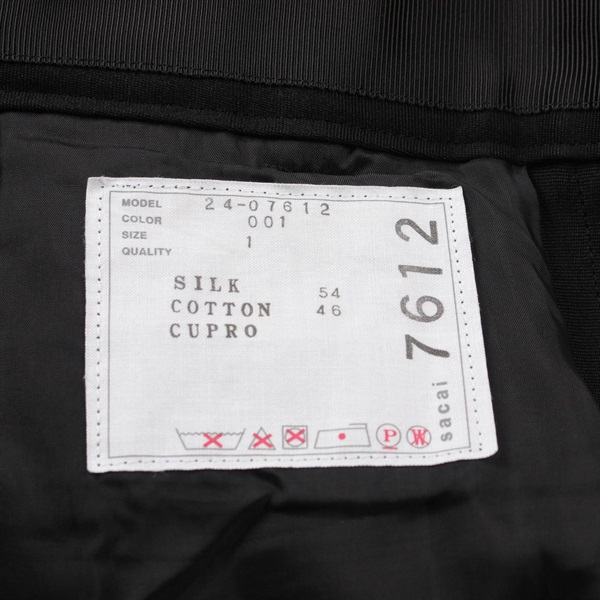 MODEL 24-07612
COLOR 001
SIZE 1
QUALITY
SILK 54
COTTON 46
CUPRO
7612
sacai
P
W